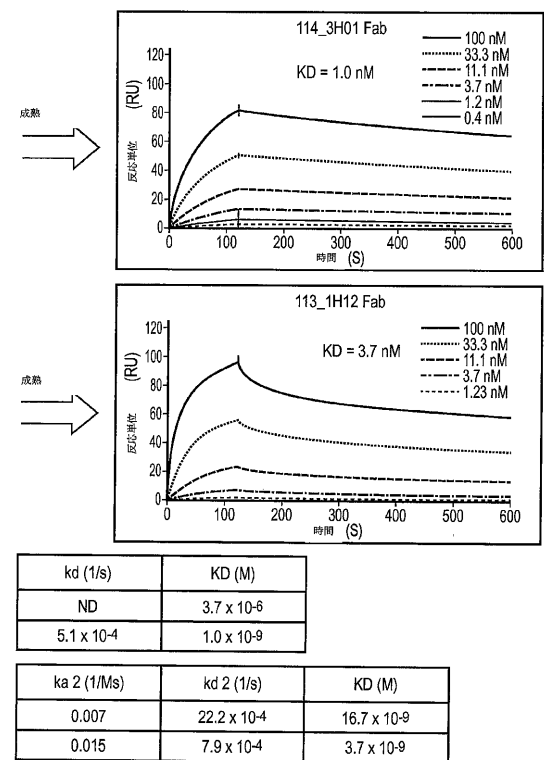 成熟
114_3H01 Fab
120
100
80
60
40
20
0
(RU)
反応単位
KD = 1.0 nM
100 nM
33.3 nM
11.1 nM
3.7 nM
1.2 nM
0.4 nM
0 100 200 300 400 500 600
時間 (S)
成熟
113_1H12 Fab
120
100
80
60
40
20
0
(RU)
反応単位
KD = 3.7 nM
100 nM
33.3 nM
11.1 nM
3.7 nM
1.23 nM
0 100 200 300 400 500 600
時間 (S)
kd (1/s) KD (M)
ND 3.7 x 10-6
5.1 x 10-4 1.0 x 10-9
ka 2 (1/Ms) kd 2 (1/s) KD (M)
0.007 22.2 x 10-4 16.7 x 10-9
0.015 7.9 x 10-4 3.7 x 10-9